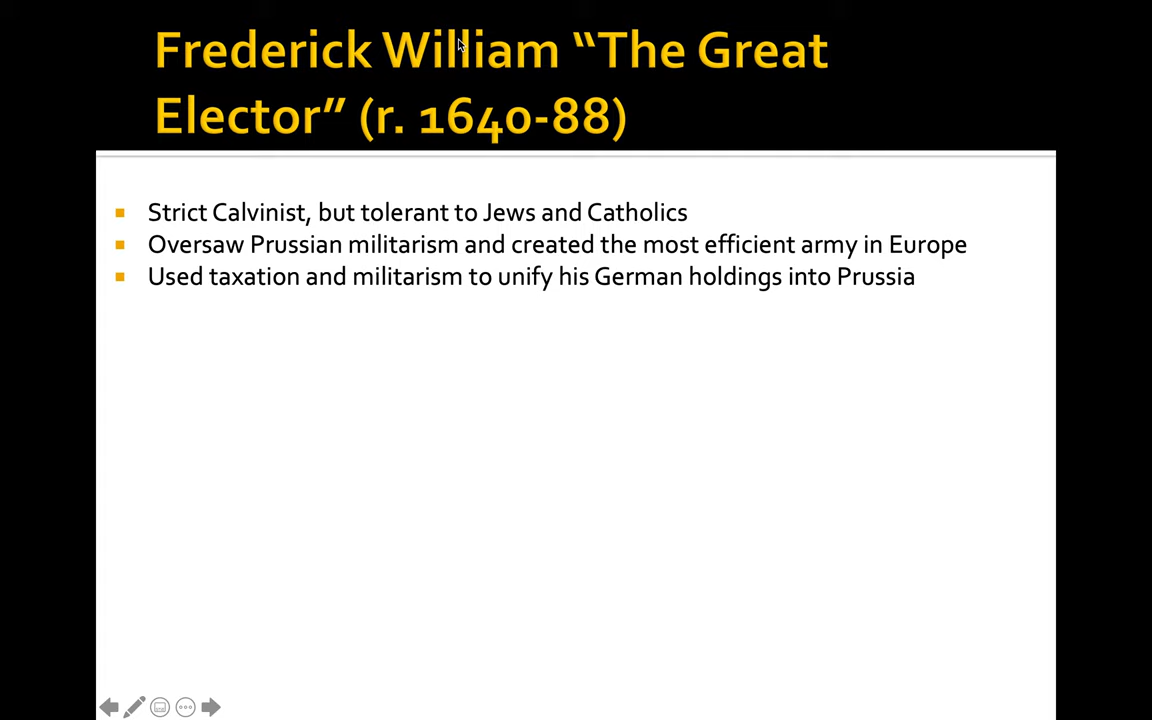 Frederick William “The Great
Elector” (r. 1640-88)
Strict Calvinist, but tolerant to Jews and Catholics
Oversaw Prussian militarism and created the most efficient army in Europe
Used taxation and militarism to unify his German holdings into Prussia